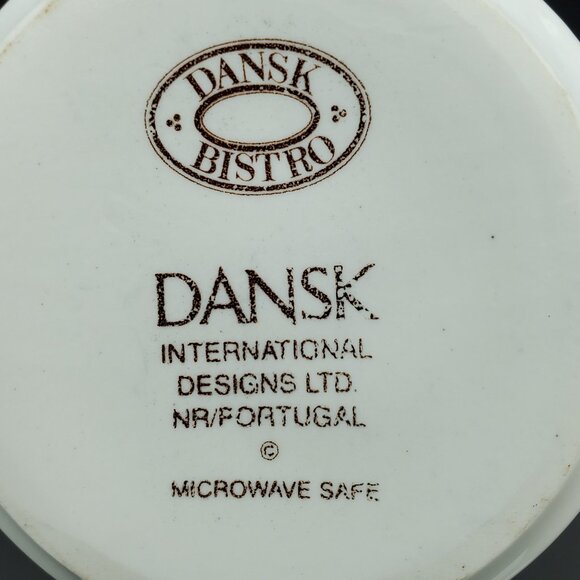 DANSK
BISTRO
DANSK
INTERNATIONAL
DESIGNS LTD.
NR/PORTUGAL
©
MICROWAVE SAFE